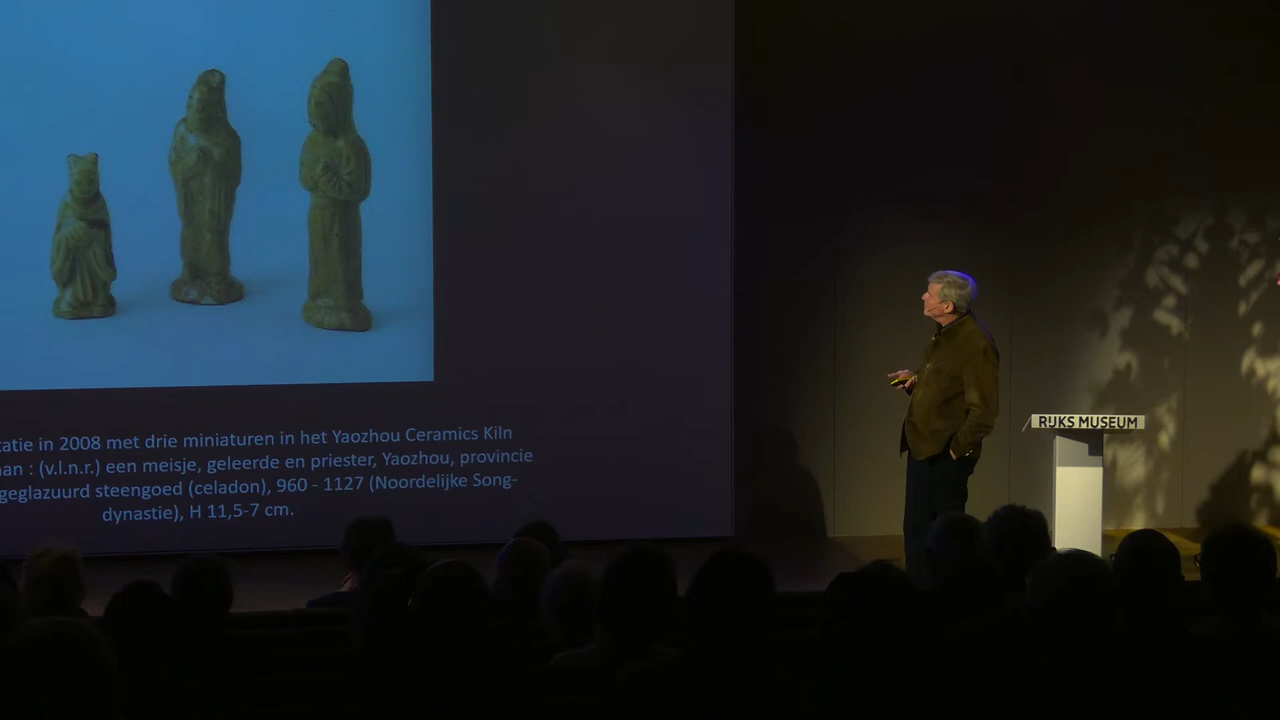 tatie in 2008 met drie miniaturen in het Yaozhou Ceramics Kiln
nan : (v.l.n.r.) een meisje, geleerde en priester, Yaozhou, provincie
geglazuurd steengoed (celadon), 960 - 1127 (Noordelijke Song-
dynastie), H 11,5-7 cm.
RIJKS MUSEUM